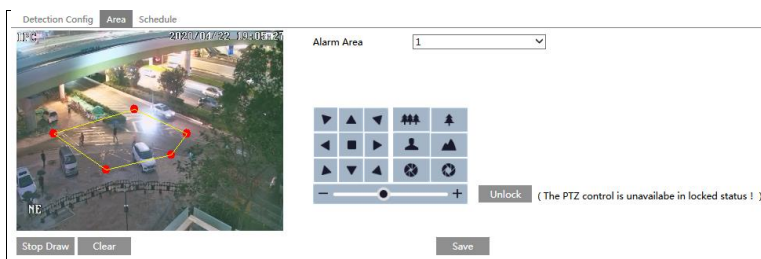 Detection Config Area Schedule
IPC 2020/04/22 19:05:27
Alarm Area 1
NE
Unlock (The PTZ control is unavailabe in locked status ! )
Stop Draw Clear Save